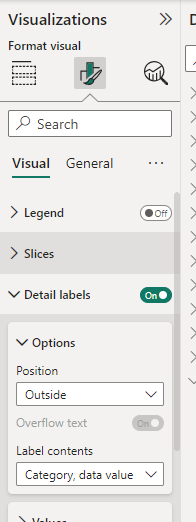 Visualizations
Format visual
Search
Visual General ...
Legend Off
Slices
Detail labels On
Options
Position
Outside
Overflow text On
Label contents
Category, data value
Values